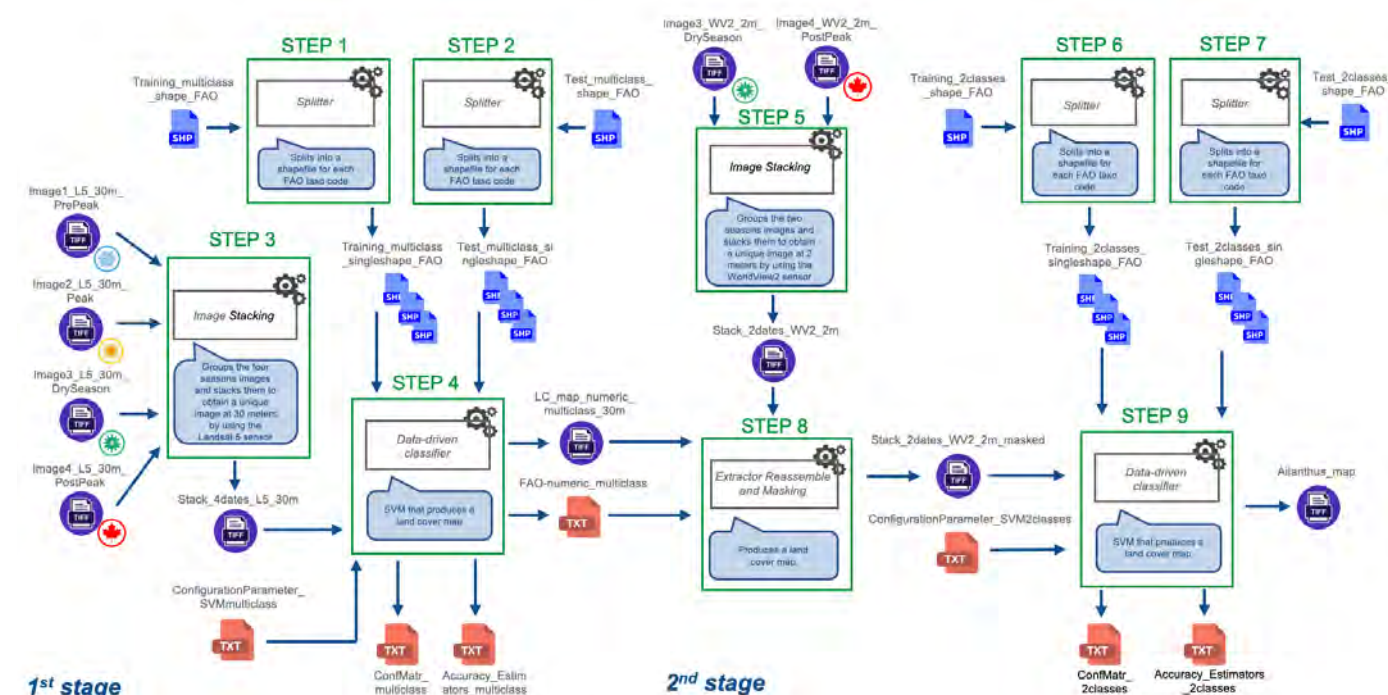 STEP 1
STEP 2
Training_multiclass
_shape_FAO
SHP
Splitter
Splits into a
shapefile for each
FAO taxo code
Splitter
Splits into a
shapefile for each
FAO taxo code
Test_multiclass_
shape_FAO
SHP
Image1_L5_30m_
PrePeak
TIFF
Image2_L5_30m_
Peak
TIFF
Image3_L5_30m_
DrySeason
TIFF
Image4_L5_30m_
PostPeak
TIFF
STEP 3
Image Stacking
Groups the four
seasons images
and stacks them to
obtain a unique
image at 30 meters
by using the
Landsat 5 sensor
Stack_4dates_L5_30m
TIFF
Training_multiclass
_singleshape_FAO
SHP
SHP
SHP
Test_multiclass_si
ngleshape_FAO
SHP
SHP
SHP
STEP 4
Data-driven
classifier
SVM that produces a
land cover map
ConfigurationParameter_
SVMmulticlass
TXT
TXT
ConfMatr_
multiclass
TXT
Accuracy_Estim
ators_multiclass
LC_map_numeric_
multiclass_30m
TIFF
FAO-numeric_multiclass
TXT
1st stage
Image3_WV2_2m_
DrySeason
TIFF
Image4_WV2_2m_
PostPeak
TIFF
STEP 5
Image Stacking
Groups the two
seasons images and
stacks them to obtain
a unique image at 2
meters by using the
WorldView2 sensor
Stack_2dates_WV2_2m
TIFF
STEP 8
Extractor Reassemble
and Masking
Produces a land
cover map.
2nd stage
STEP 6
STEP 7
Training_2classes
_shape_FAO
SHP
Splitter
Splits into a
shapefile for
each FAO taxo
code
Splitter
Splits into a
shapefile for
each FAO taxo
code
Test_2classes_
shape_FAO
SHP
Training_2classes_
singleshape_FAO
SHP
SHP
SHP
Test_2classes_sin
gleshape_FAO
SHP
SHP
SHP
Stack_2dates_WV2_2m_masked
TIFF
ConfigurationParameter_SVM2classes
TXT
STEP 9
Data-driven
classifier
SVM that produces a
land cover map.
Ailanthus_map
TIFF
TXT
ConfMatr_
2classes
TXT
Accuracy_Estimators
_2classes